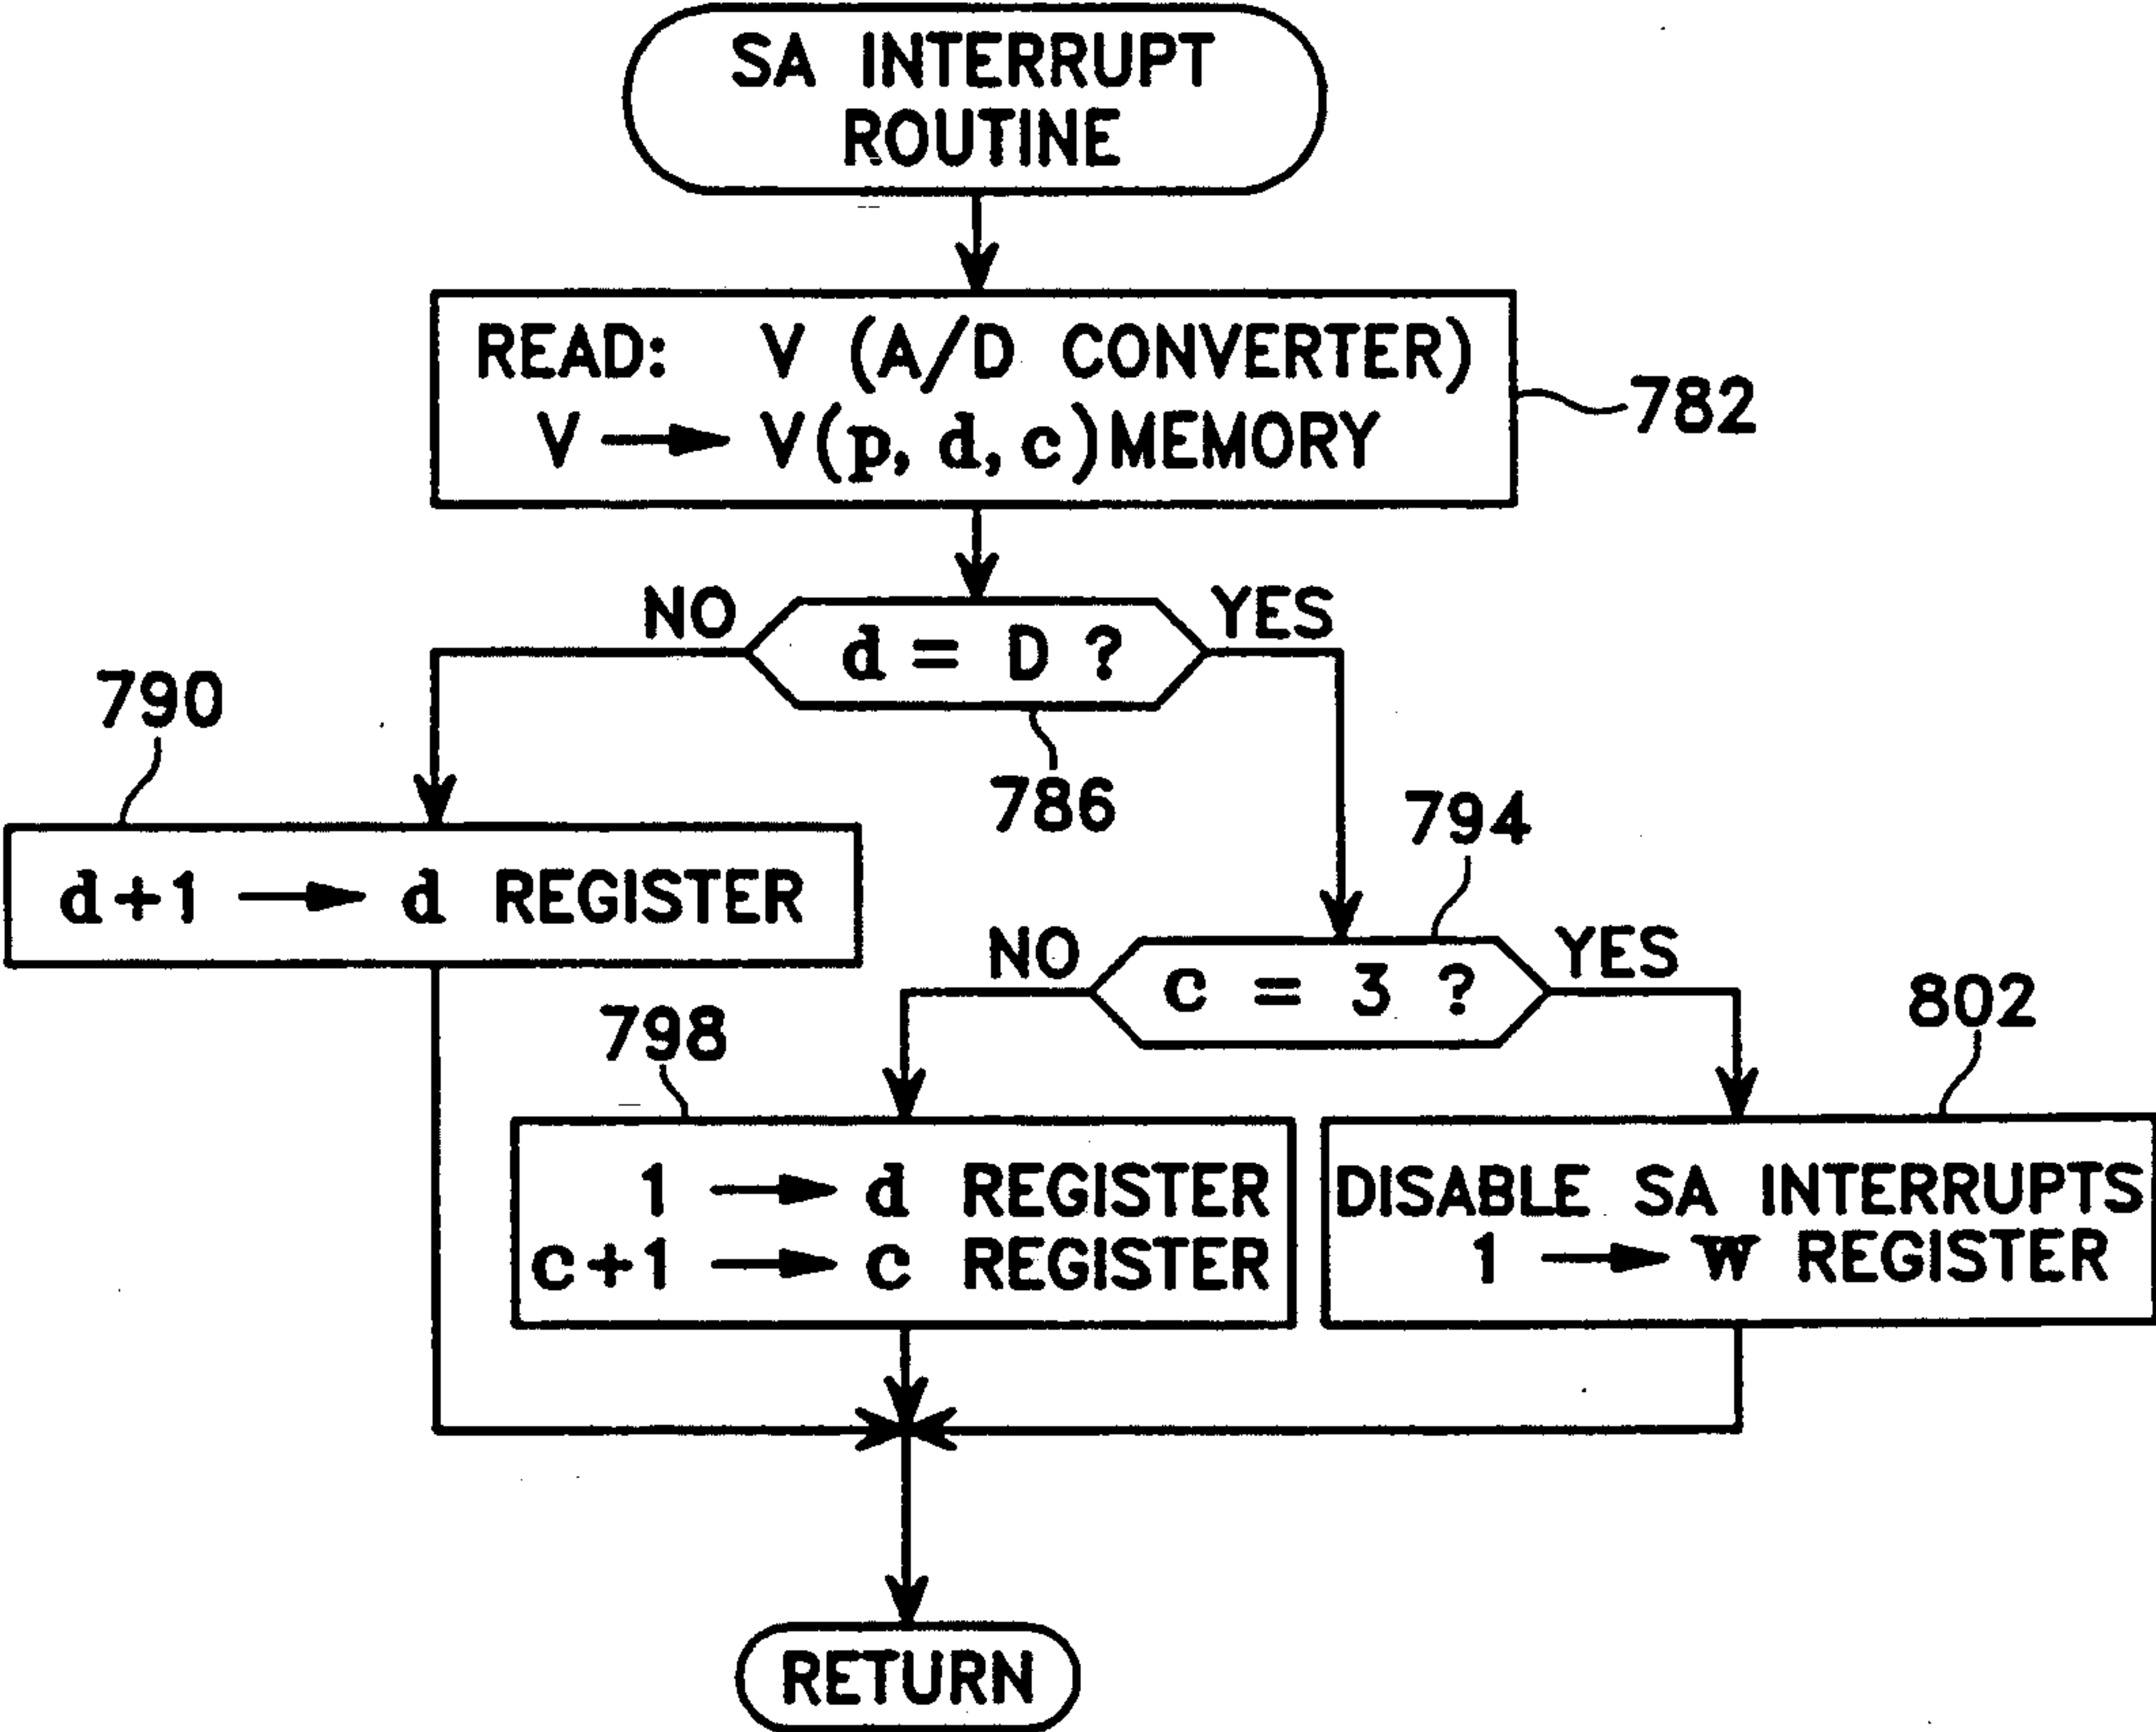 SA INTERRUPT
ROUTINE
READ: V (A/D CONVERTER)
V → V(p, d, c) MEMORY
782
NO
YES
d = D ?
786
790
d+1 → d REGISTER
794
NO
YES
C = 3 ?
798
802
1 → d REGISTER
c+1 → c REGISTER
DISABLE SA INTERRUPTS
1 → W REGISTER
RETURN